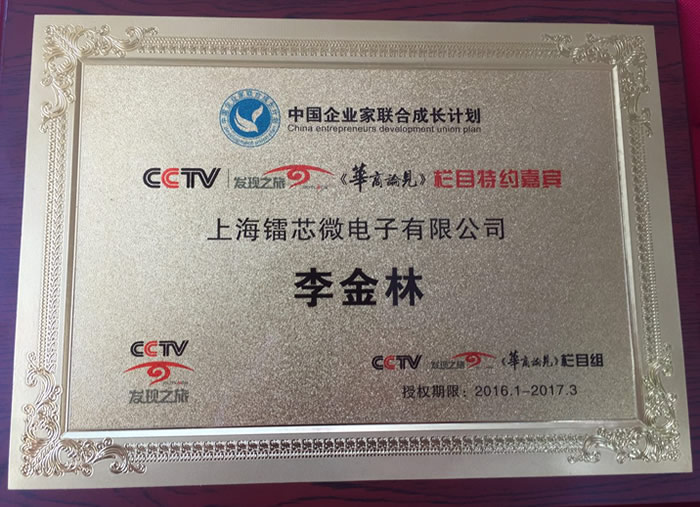 中国企业家联合成长计划
China entrepreneurs development union plan
CCTV 发现之旅 《華商論見》栏目特约嘉宾
上海镭芯微电子有限公司
李金林
CCTV
发现之旅
CCTV 发现之旅 《華商論見》栏目组
授权期限：2016.1-2017.3